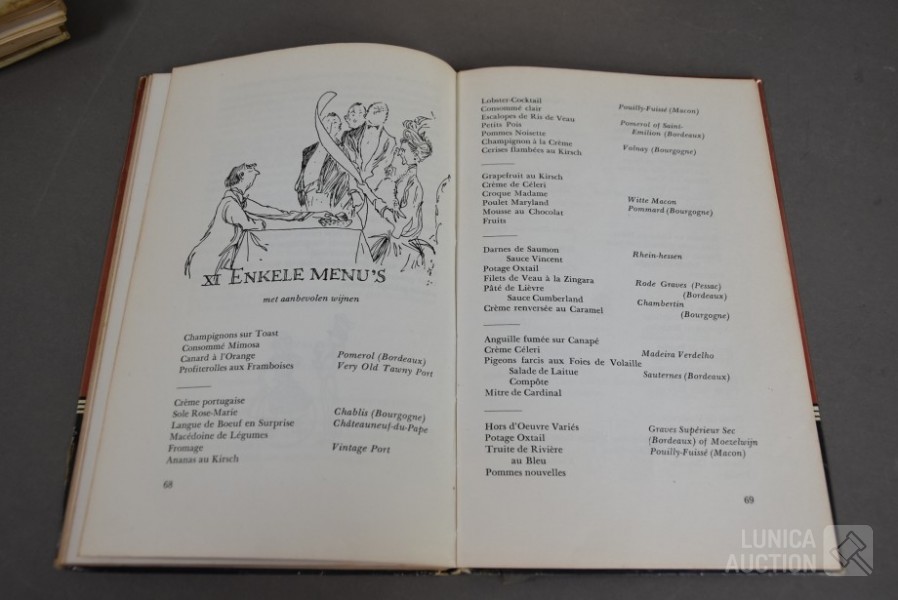 XI ENKELE MENU'S
met aanbevolen wijnen
Champignons sur Toast
Consommé Mimosa
Canard à l'Orange Pomerol (Bordeaux)
Profiterolles aux Framboises Very Old Tawny Port
Crème portugaise
Sole Rose-Marie Chablis (Bourgogne)
Langue de Boeuf en Surprise Châteauneuf-du-Pape
Macédoine de Légumes
Fromage Vintage Port
Ananas au Kirsch
68
Lobster-Cocktail
Consommé clair Pouilly-Fuissé (Macon)
Escalopes de Ris de Veau
Petits Pois Pomerol of Saint-
Pommes Noisette Emilion (Bordeaux)
Champignon à la Crème
Cerises flambées au Kirsch Volnay (Bourgogne)
Grapefruit au Kirsch
Crème de Céleri
Croque Madame
Poulet Maryland Witte Macon
Mousse au Chocolat Pommard (Bourgogne)
Fruits
Darnes de Saumon
Sauce Vincent Rhein-hessen
Potage Oxtail
Filets de Veau à la Zingara
Pâté de Lièvre Rode Graves (Pessac)
Sauce Cumberland (Bordeaux)
Crème renversée au Caramel Chambertin
(Bourgogne)
Anguille fumée sur Canapé
Crème Céleri Madeira Verdelho
Pigeons farcis aux Foies de Volaille
Salade de Laitue Sauternes (Bordeaux)
Compôte
Mitre de Cardinal
Hors d'Oeuvre Variés Graves Supérieur Sec
Potage Oxtail (Bordeaux) of Moezelwijn
Truite de Rivière Pouilly-Fuissé (Macon)
au Bleu
Pommes nouvelles
69
LUNICA
AUCTION